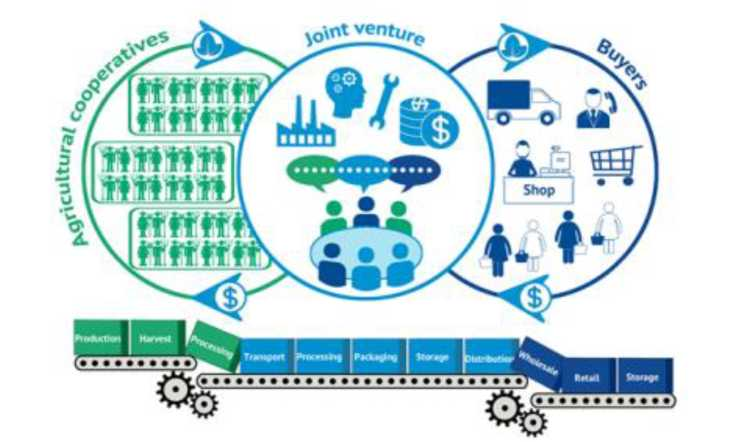 Agricultural cooperatives
Joint venture
Buyers
$
$
Shop
$
$
Production
Harvest
Processing
Transport
Processing
Packaging
Storage
Distribution
Wholesale
Retail
Storage